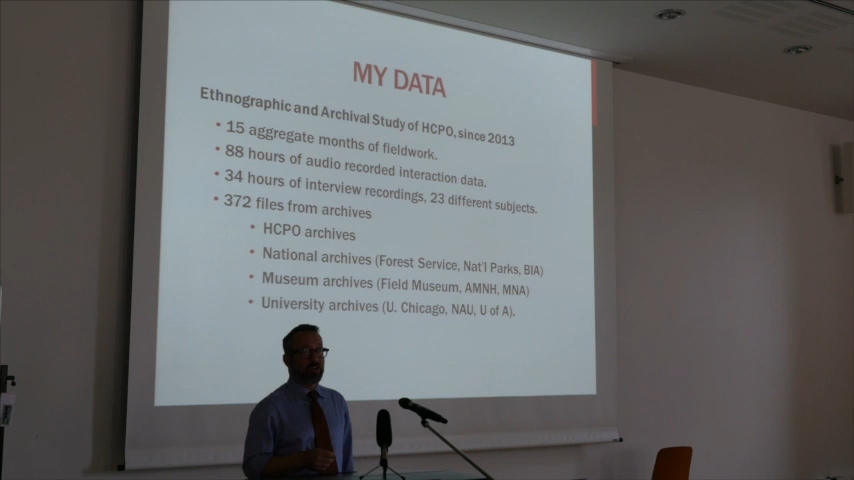 MY DATA
Ethnographic and Archival Study of HCPO, since 2013
• 15 aggregate months of fieldwork.
• 88 hours of audio recorded interaction data.
• 34 hours of interview recordings, 23 different subjects.
• 372 files from archives
• HCPO archives
• National archives (Forest Service, Nat'l Parks, BIA)
• Museum archives (Field Museum, AMNH, MNA)
• University archives (U. Chicago, NAU, U of A).